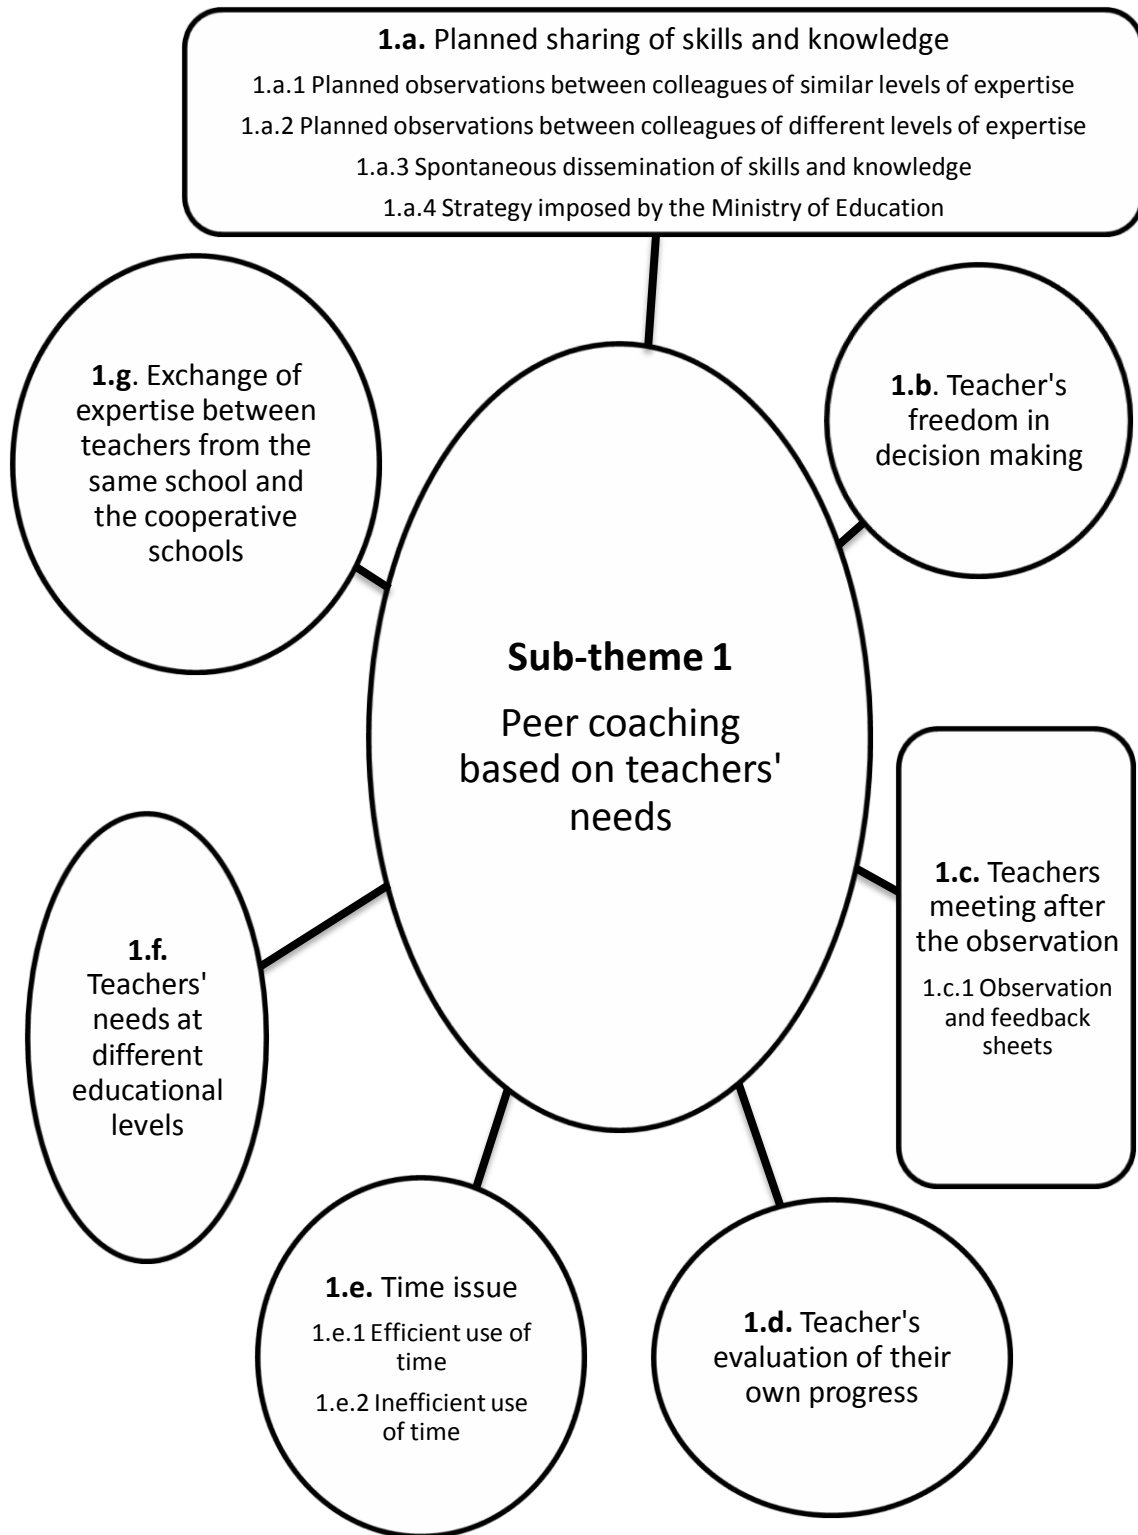 1.a. Planned sharing of skills and knowledge
1.a.1 Planned observations between colleagues of similar levels of expertise
1.a.2 Planned observations between colleagues of different levels of expertise
1.a.3 Spontaneous dissemination of skills and knowledge
1.a.4 Strategy imposed by the Ministry of Education
1.b. Teacher's
freedom in
decision making
1.c. Teachers
meeting after
the observation
1.c.1 Observation
and feedback
sheets
1.d. Teacher's
evaluation of their
own progress
1.e. Time issue
1.e.1 Efficient use of
time
1.e.2 Inefficient use
of time
1.f.
Teachers'
needs at
different
educational
levels
1.g. Exchange of
expertise between
teachers from the
same school and
the cooperative
schools
Sub-theme 1
Peer coaching
based on teachers'
needs